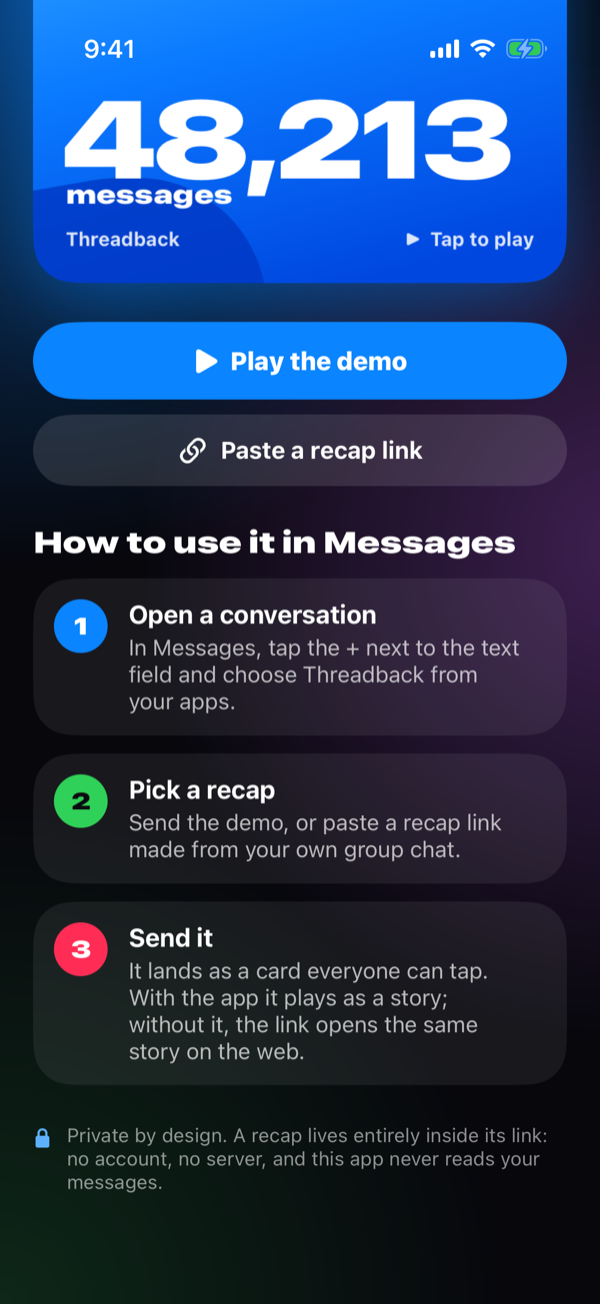 9:41
48,213
messages
Threadback
Tap to play
Play the demo
Paste a recap link
How to use it in Messages
1
Open a conversation
In Messages, tap the + next to the text
field and choose Threadback from
your apps.
2
Pick a recap
Send the demo, or paste a recap link
made from your own group chat.
3
Send it
It lands as a card everyone can tap.
With the app it plays as a story;
without it, the link opens the same
story on the web.
Private by design. A recap lives entirely inside its link:
no account, no server, and this app never reads your
messages.